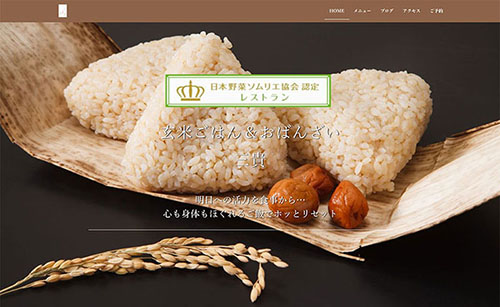 HOME メニュー ブログ アクセス ご予約
日本野菜ソムリエ協会 認定
レストラン
玄米ごはん＆おばんざい
明日への活力を食事から…
心も身体もほぐれるご飯でホッとリセット